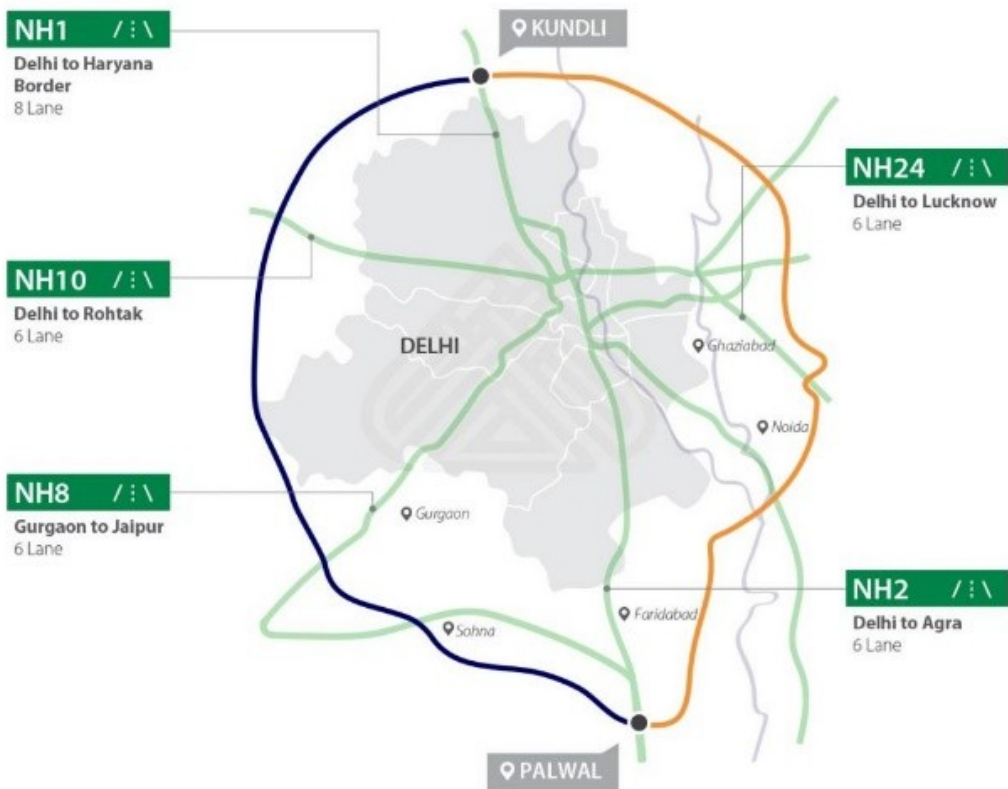 NH1
Delhi to Haryana
Border
8 Lane
KUNDLI
NH24
Delhi to Lucknow
6 Lane
NH10
Delhi to Rohtak
6 Lane
DELHI
Ghaziabad
Noida
NH8
Gurgaon to Jaipur
6 Lane
Gurgaon
NH2
Delhi to Agra
6 Lane
Faridabad
Sohna
PALWAL